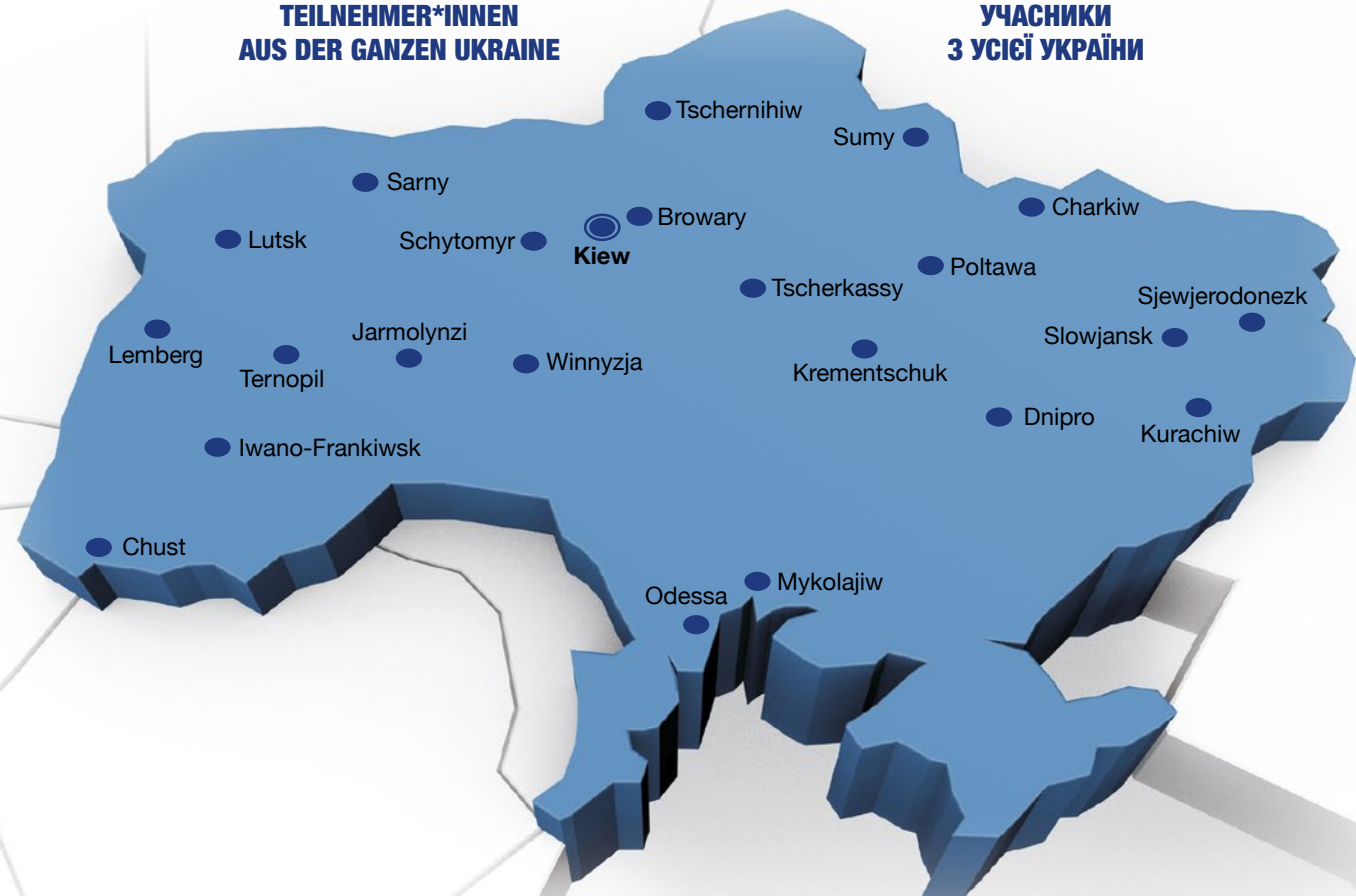 TEILNEHMER*INNEN
AUS DER GANZEN UKRAINE
УЧАСНИКИ
З УСІЄЇ УКРАЇНИ
Tschernihiw
Sumy
Sarny
Charkiw
Browary
Lutsk
Schytomyr
Kiew
Poltawa
Tscherkassy
Sjewjerodonezk
Slowjansk
Jarmolynzi
Lemberg
Ternopil
Winnyzja
Krementschuk
Dnipro
Kurachiw
Iwano-Frankiwsk
Chust
Mykolajiw
Odessa